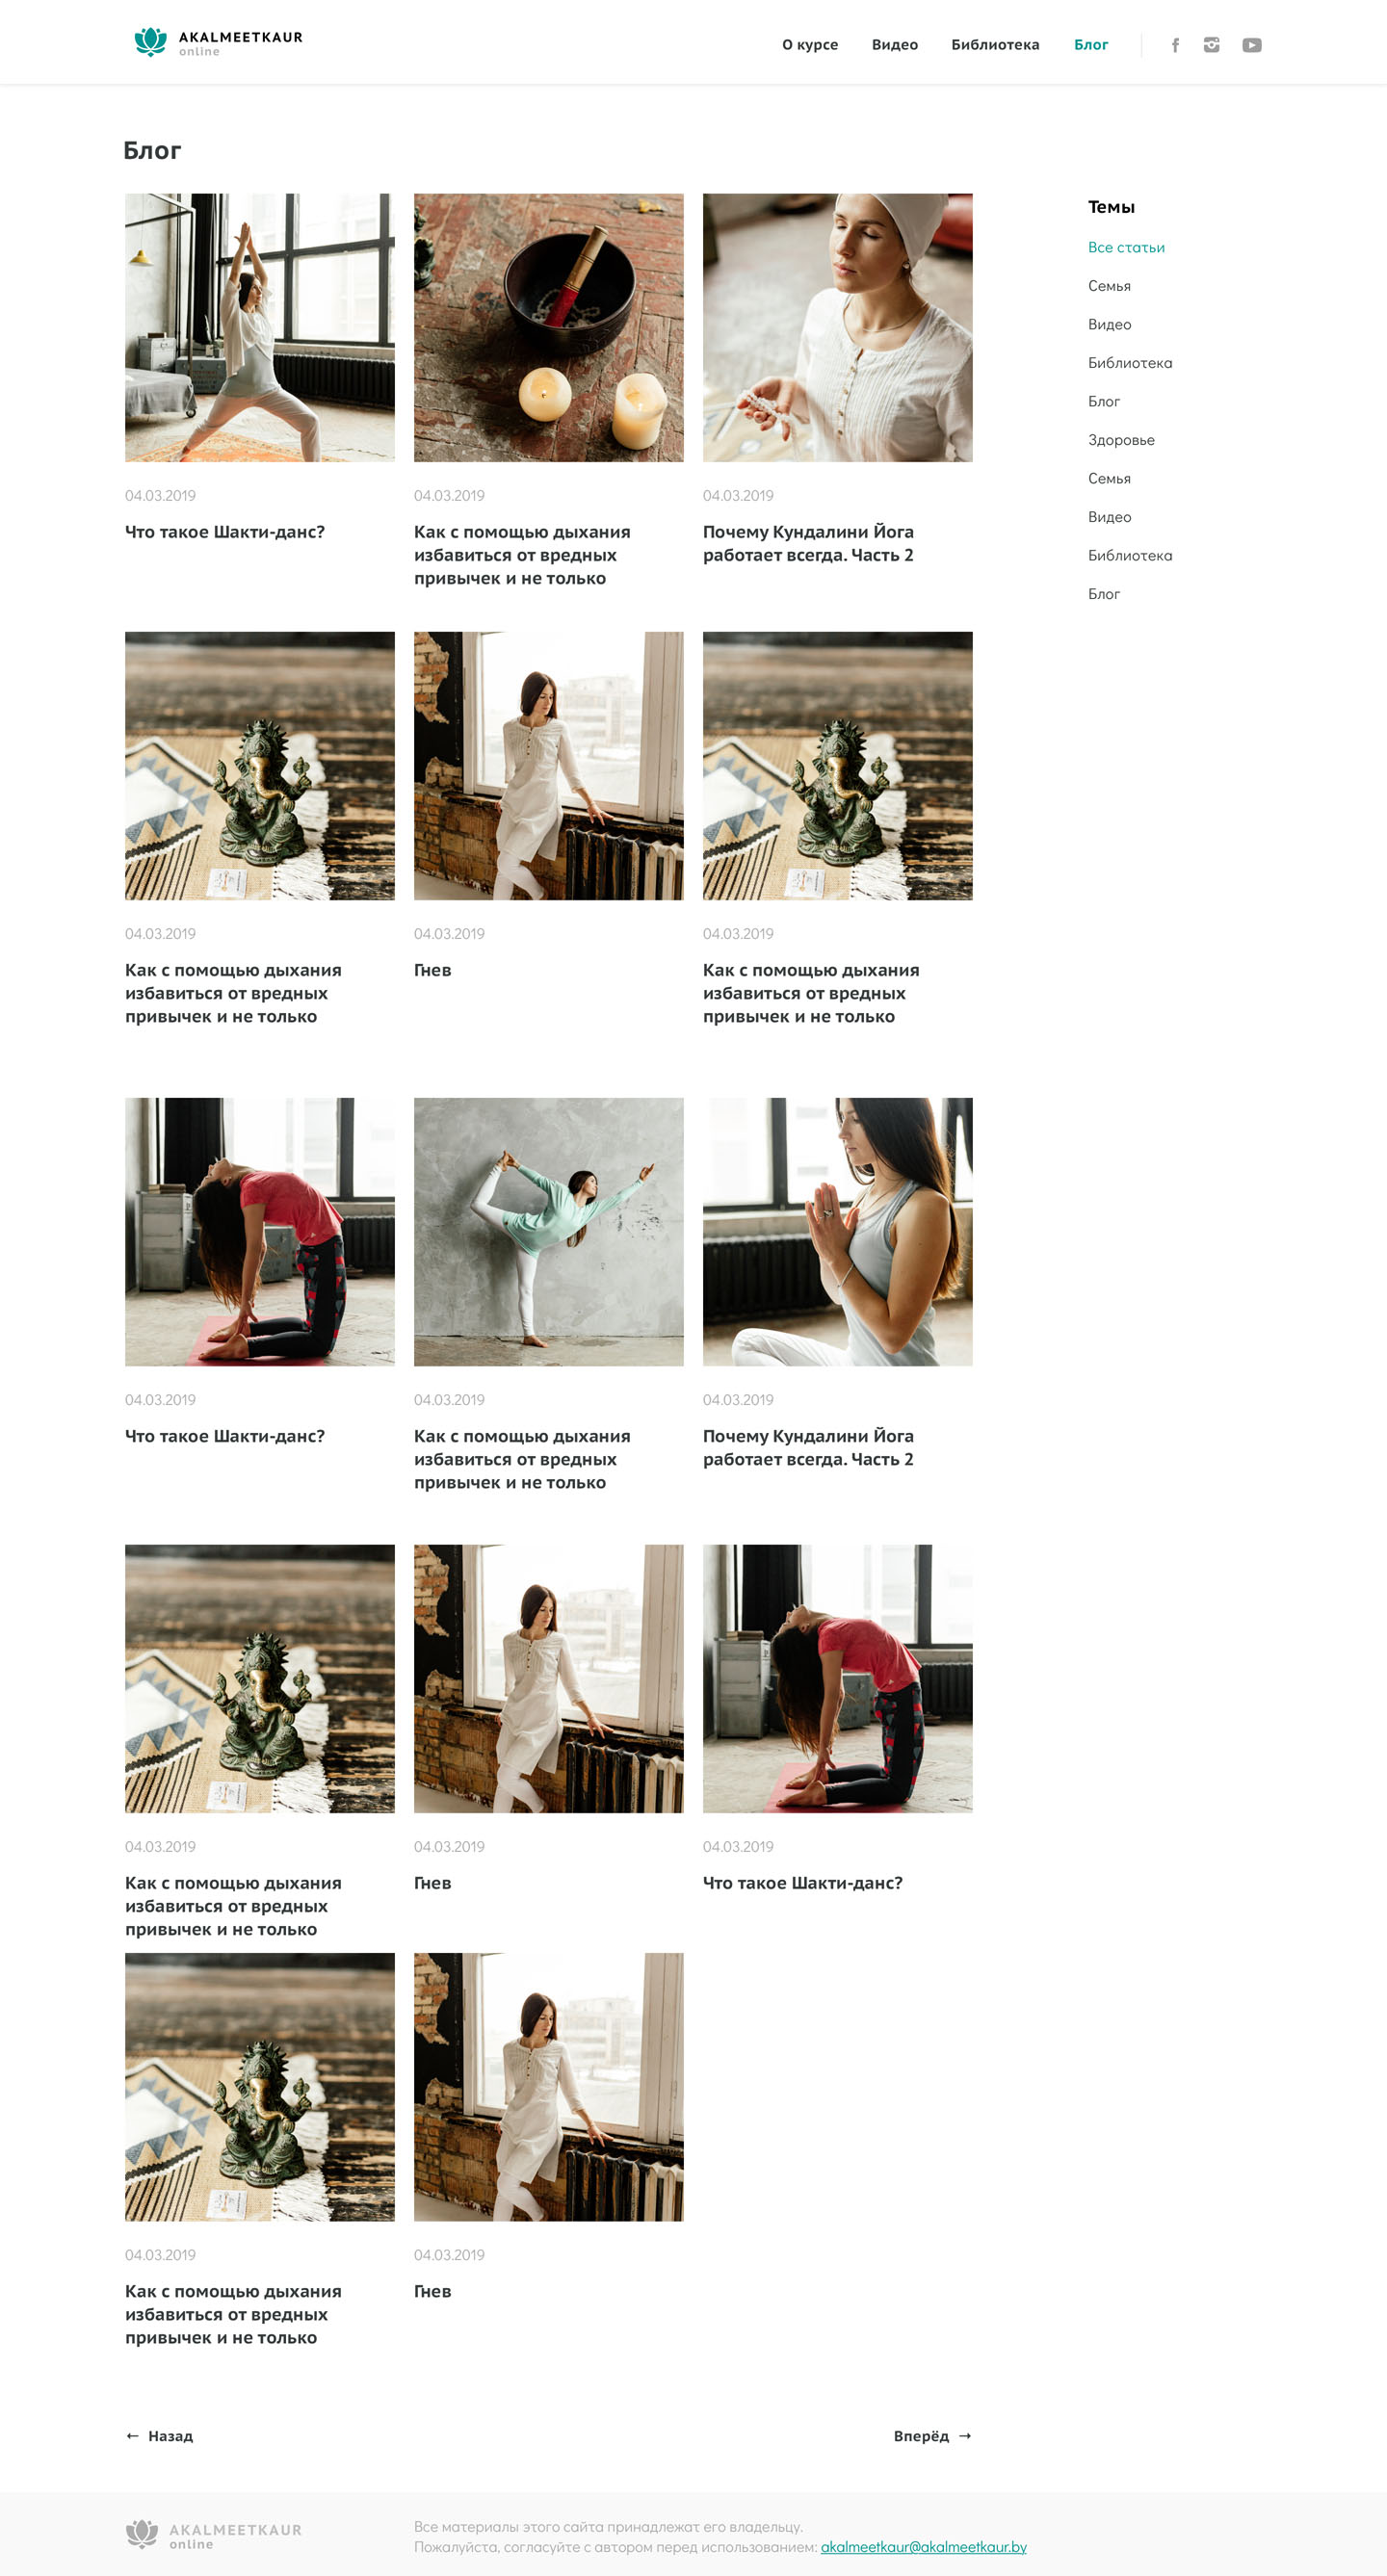 AKALMEETKAUR
online
О курсе
Видео
Библиотека
Блог
Блог
04.03.2019
Что такое Шакти-данс?
04.03.2019
Как с помощью дыхания
избавиться от вредных
привычек и не только
04.03.2019
Почему Кундалини Йога
работает всегда. Часть 2
Темы
Все статьи
Семья
Видео
Библиотека
Блог
Здоровье
Семья
Видео
Библиотека
Блог
04.03.2019
Как с помощью дыхания
избавиться от вредных
привычек и не только
04.03.2019
Гнев
04.03.2019
Как с помощью дыхания
избавиться от вредных
привычек и не только
04.03.2019
Что такое Шакти-данс?
04.03.2019
Как с помощью дыхания
избавиться от вредных
привычек и не только
04.03.2019
Почему Кундалини Йога
работает всегда. Часть 2
04.03.2019
Как с помощью дыхания
избавиться от вредных
привычек и не только
04.03.2019
Гнев
04.03.2019
Что такое Шакти-данс?
04.03.2019
Как с помощью дыхания
избавиться от вредных
привычек и не только
04.03.2019
Гнев
← Назад
Вперёд →
AKALMEETKAUR
online
Все материалы этого сайта принадлежат его владельцу.
Пожалуйста, согласуйте с автором перед использованием: akalmeetkaur@akalmeetkaur.by